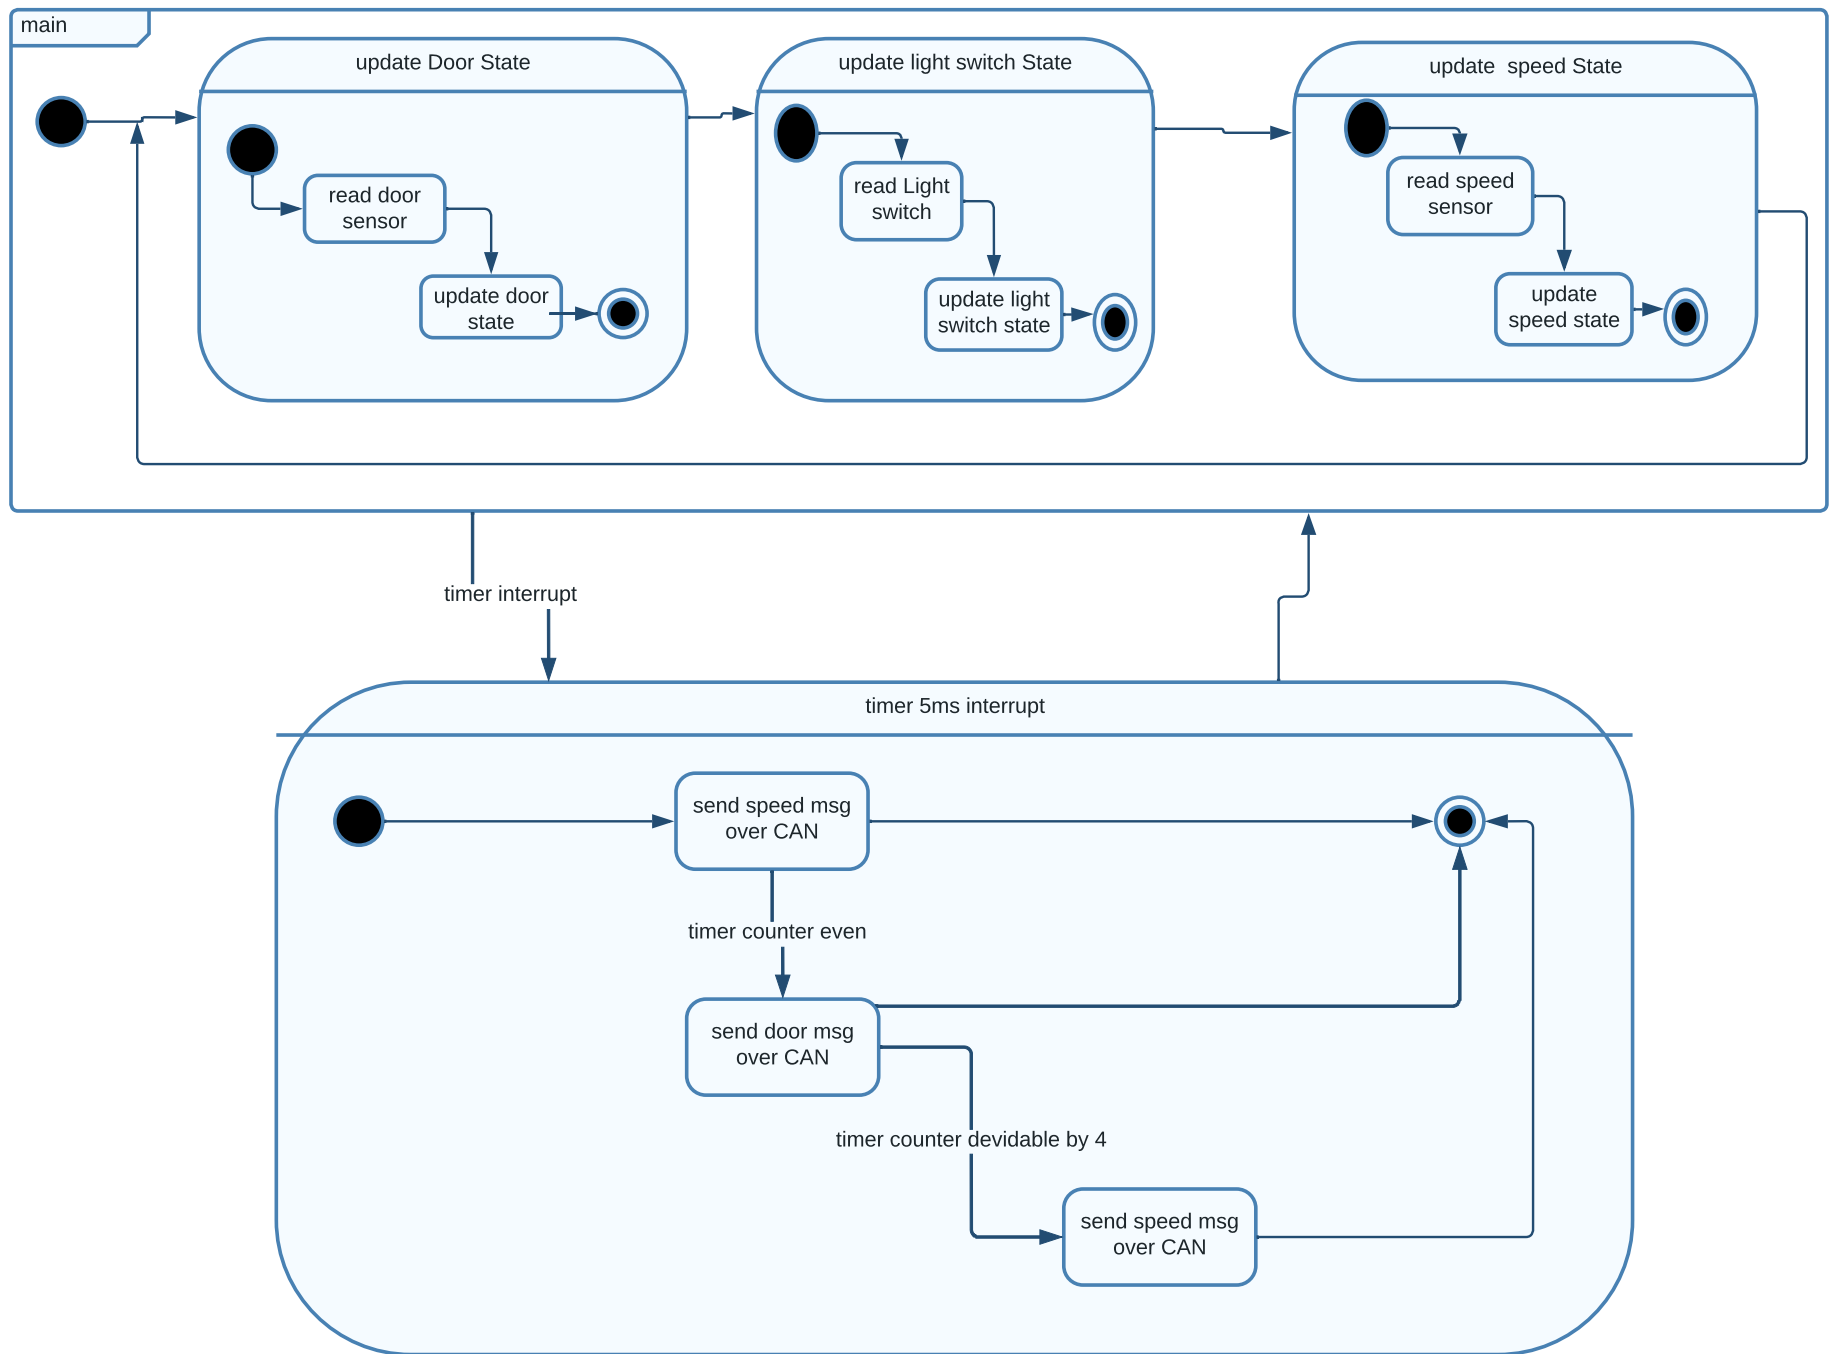 main
update Door State
read door
sensor
update door
state
update light switch State
read Light
switch
update light
switch state
update  speed State
read speed
sensor
update
speed state
timer interrupt
timer 5ms interrupt
send speed msg
over CAN
timer counter even
send door msg
over CAN
timer counter devidable by 4
send speed msg
over CAN